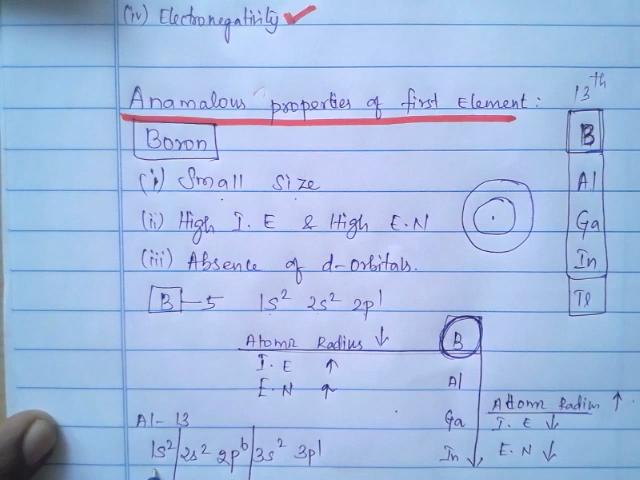 (iv) Electronegativity
Anamalous properties of first Element:
13th
Boron
B
(i) Small Size
Al
(ii) High I.E & High E.N
Ga
(iii) Absence of d-orbitals.
In
B - 5 1s² 2s² 2p¹
Tl
Atomic Radius ↓
B
I.E ↑
E.N ↑
Al
Atom Radius ↑
Al - 13
Ga
I.E ↓
1s² 2s² 2p⁶ 3s² 3p¹
In
E.N ↓